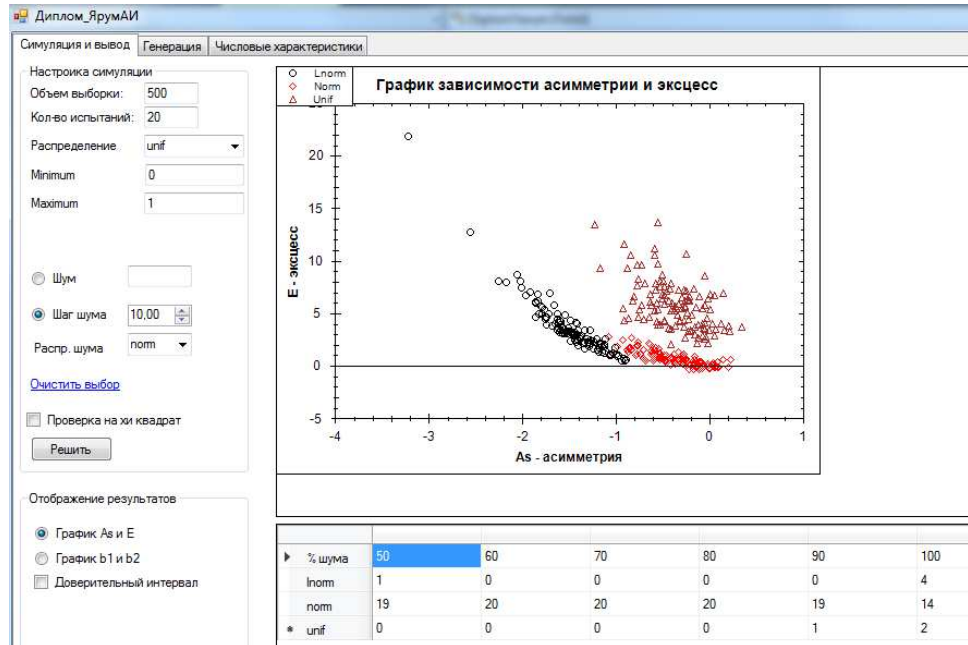 Диплом_ЯрумАИ
Симуляция и вывод Генерация Числовые характеристики
Настройка симуляции
Объем выборки: 500
Кол-во испытаний: 20
Распределение unif
Minimum 0
Maximum 1
Шум
Шаг шума 10,00
Распр. шума norm
Очистить выбор
Проверка на хи квадрат
Решить
Отображение результатов
График As и E
График b1 и b2
Доверительный интервал
Lnorm
Norm
Unif
График зависимости асимметрии и эксцесс
E - эксцесс
20
15
10
5
0
-5
-4 -3 -2 -1 0 1
As - асимметрия
% шума 50 60 70 80 90 100
lnorm 1 0 0 0 0 4
norm 19 20 20 20 19 14
unif 0 0 0 0 1 2